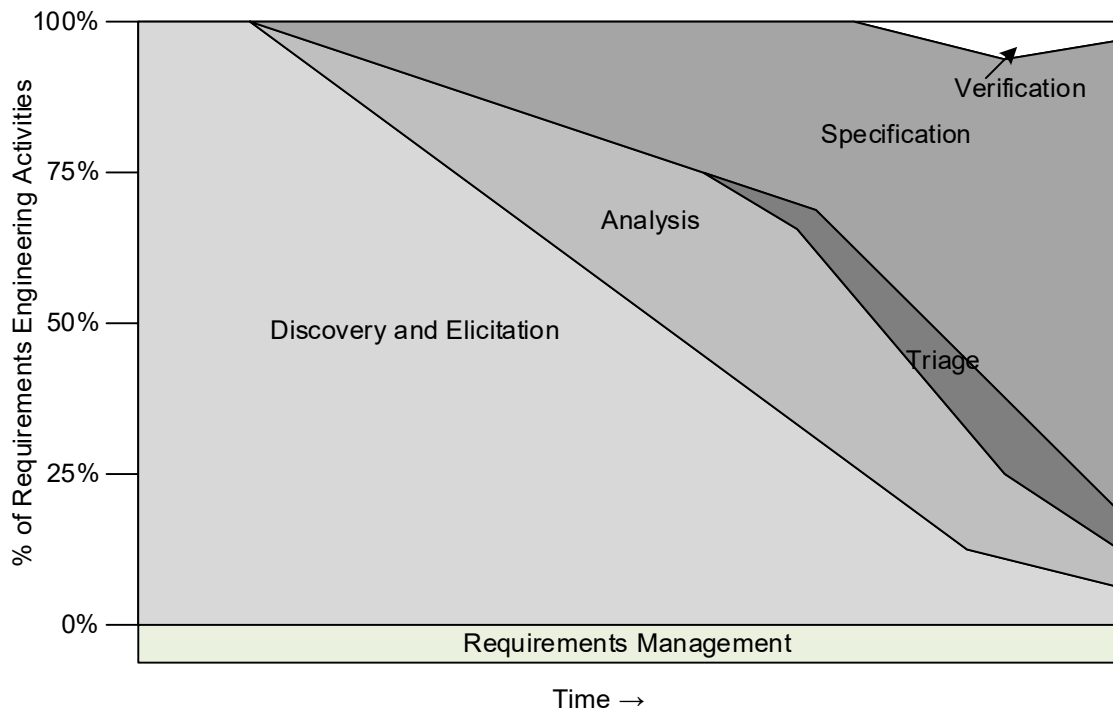 100%
Verification
Specification
75%
Analysis
50%
Discovery and Elicitation
Triage
25%
0%
% of Requirements Engineering Activities
Requirements Management
Time →